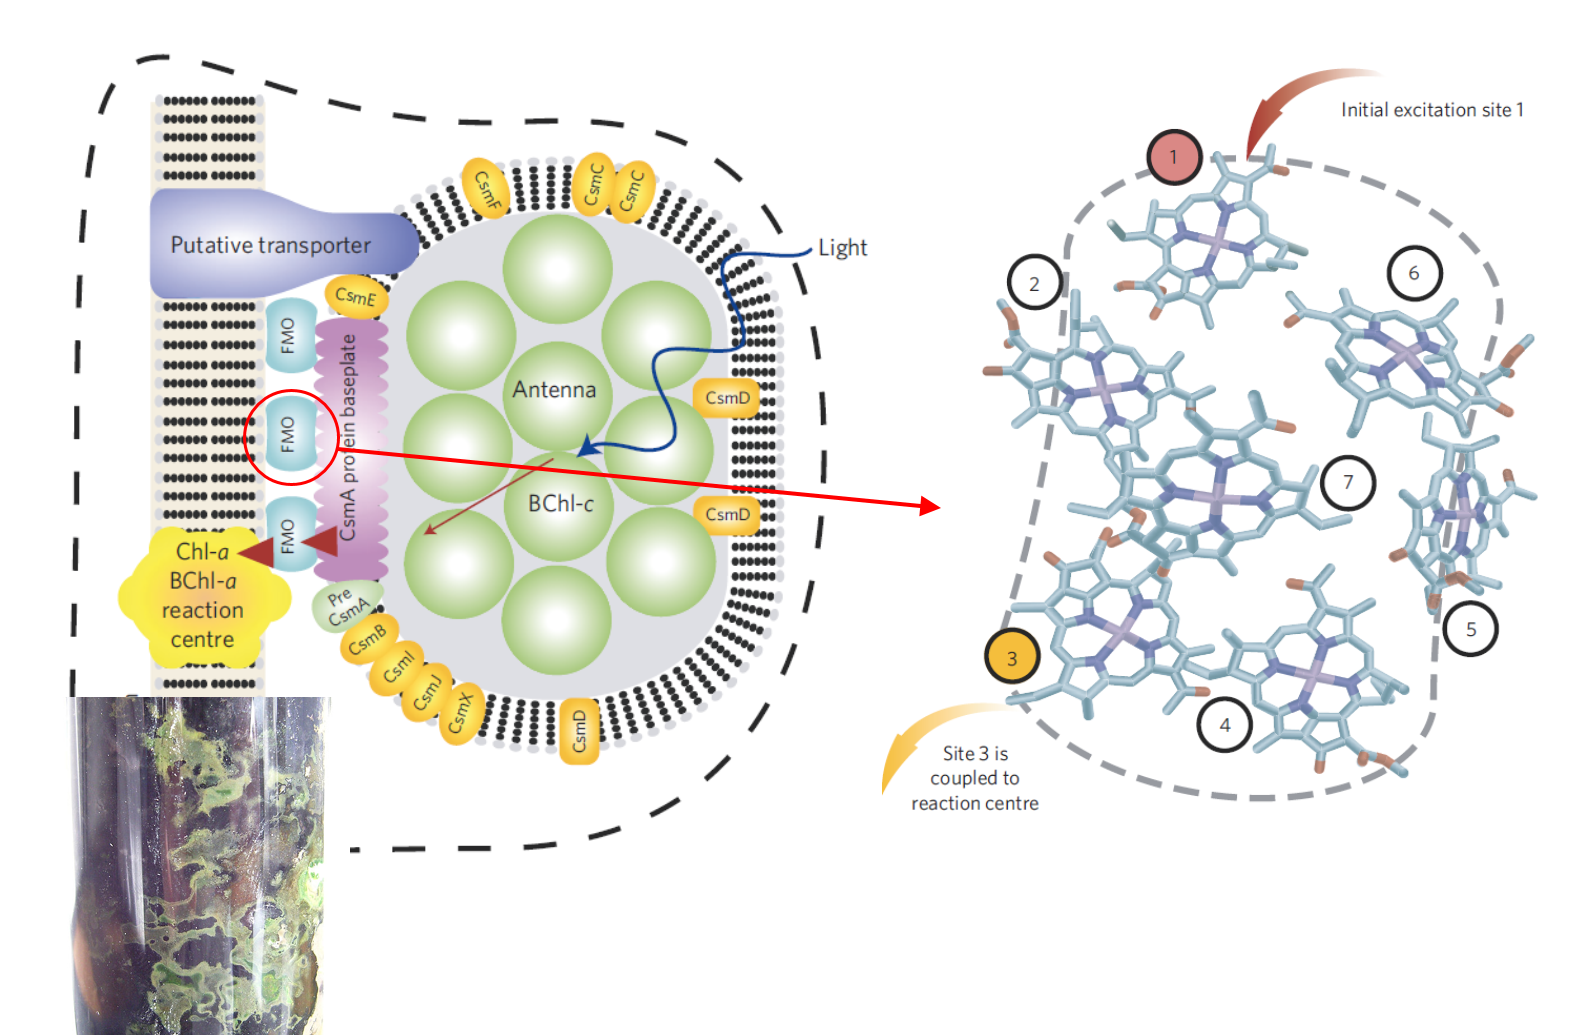 Putative transporter
CsmF
CsmC
CsmC
Light
CsmE
FMO
FMO
FMO
CsmA protein baseplate
Antenna
BChl-c
CsmD
CsmD
CsmD
Chl-a
BChl-a
reaction
centre
Pre
CsmA
CsmB
CsmI
CsmJ
CsmX
Initial excitation site 1
1
2
6
7
5
3
4
Site 3 is
coupled to
reaction centre